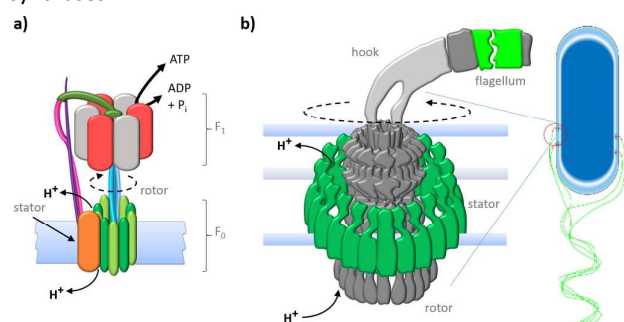 a)
ATP
ADP
+ Pi
F1
H+
rotor
stator
F0
H+
b)
hook
flagellum
H+
stator
rotor
H+